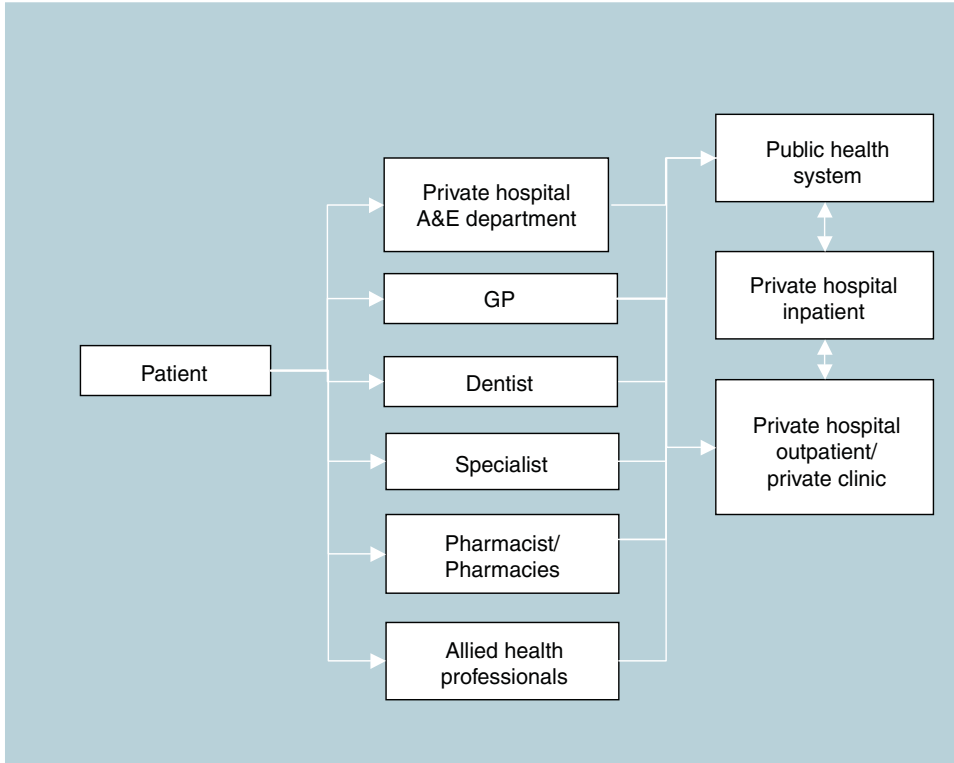 Patient
Private hospital
A&E department
GP
Dentist
Specialist
Pharmacist/
Pharmacies
Allied health
professionals
Public health
system
Private hospital
inpatient
Private hospital
outpatient/
private clinic